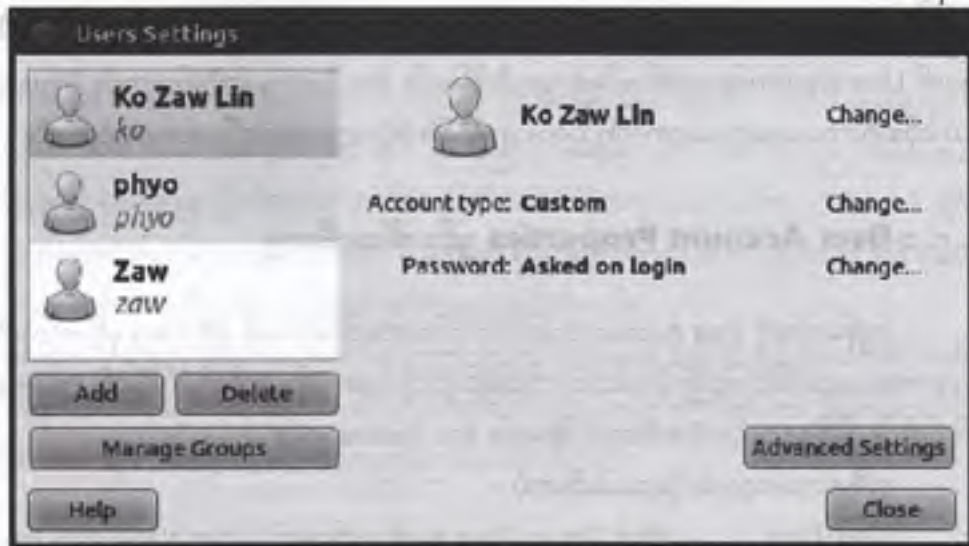 Users Settings
Ko Zaw Lin
ko
phyo
phyo
Zaw
zaw
Add
Delete
Manage Groups
Help
Ko Zaw Lin
Change...
Account type: Custom
Change...
Password: Asked on login
Change...
Advanced Settings
Close